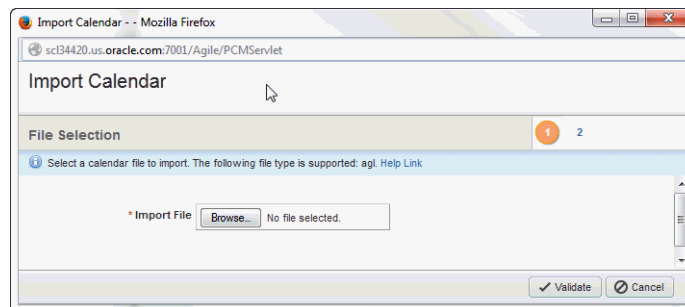 Import Calendar - - Mozilla Firefox
scl34420.us.oracle.com:7001/Agile/PCMServlet
Import Calendar
File Selection
1 2
Select a calendar file to import. The following file type is supported: agl. Help Link
* Import File Browse... No file selected.
Validate Cancel